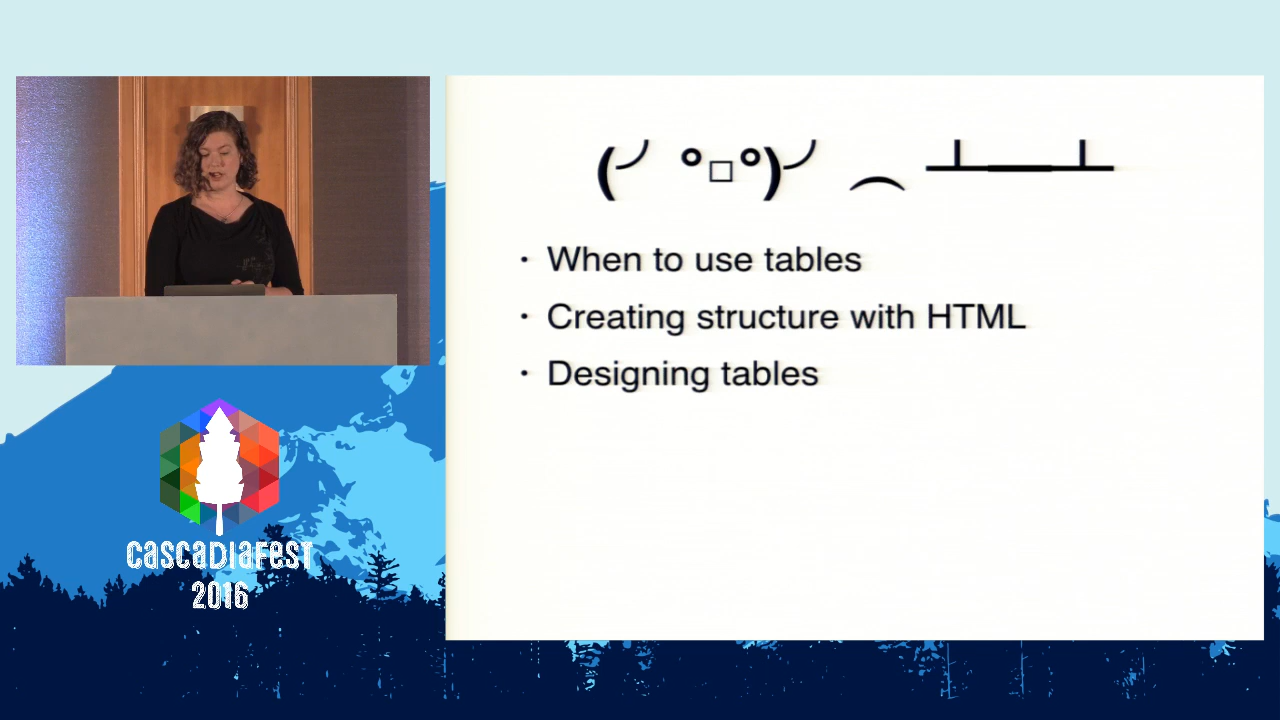 (╯°□°)╯ ︵ ┻━┻
When to use tables
Creating structure with HTML
Designing tables
CascadiaFest
2016